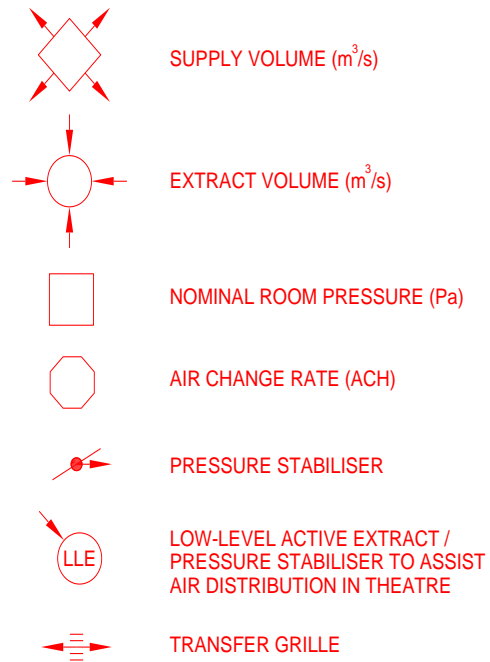 SUPPLY VOLUME (m³/s)
EXTRACT VOLUME (m³/s)
NOMINAL ROOM PRESSURE (Pa)
AIR CHANGE RATE (ACH)
PRESSURE STABILISER
LLE
LOW-LEVEL ACTIVE EXTRACT /
PRESSURE STABILISER TO ASSIST
AIR DISTRIBUTION IN THEATRE
TRANSFER GRILLE